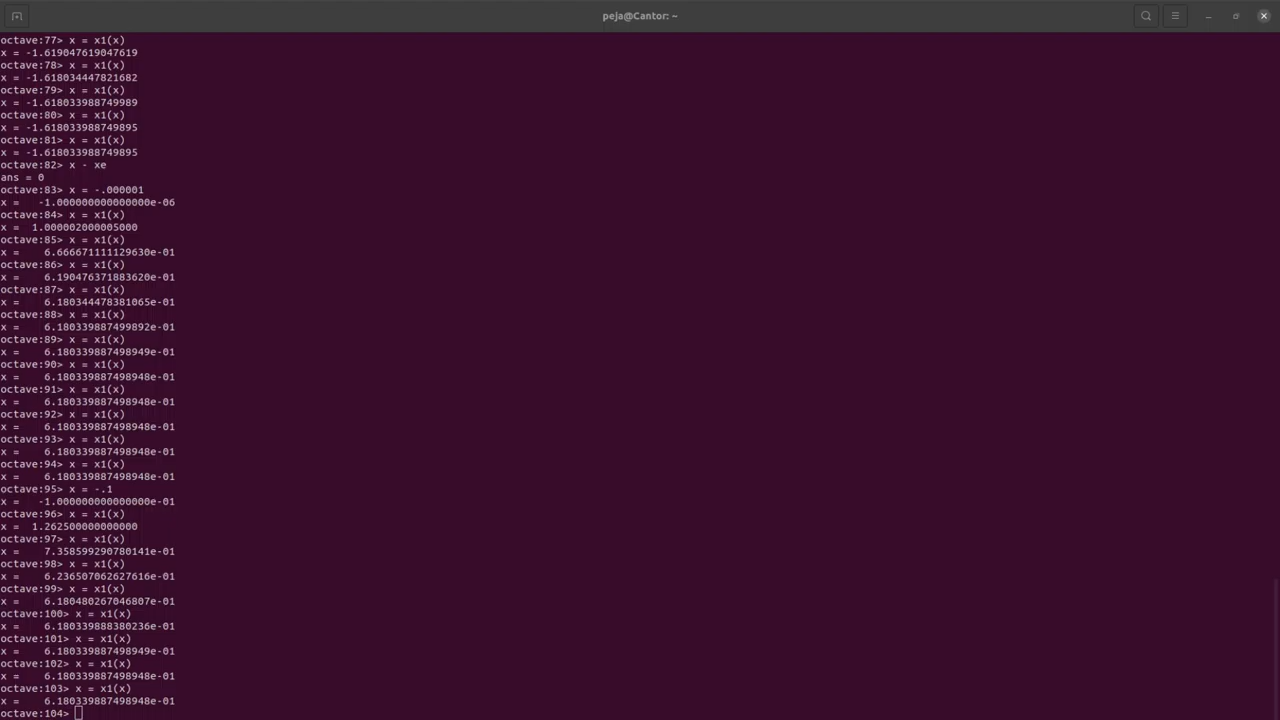 peja@Cantor: ~
octave:77> x = x1(x)
x = -1.619047619047619
octave:78> x = x1(x)
x = -1.618034447821682
octave:79> x = x1(x)
x = -1.618033988749989
octave:80> x = x1(x)
x = -1.618033988749895
octave:81> x = x1(x)
x = -1.618033988749895
octave:82> x - xe
ans = 0
octave:83> x = -.000001
x =   -1.000000000000000e-06
octave:84> x = x1(x)
x =  1.000002000005000
octave:85> x = x1(x)
x =    6.666671111129630e-01
octave:86> x = x1(x)
x =    6.190476371883620e-01
octave:87> x = x1(x)
x =    6.180344478381065e-01
octave:88> x = x1(x)
x =    6.180339887499892e-01
octave:89> x = x1(x)
x =    6.180339887498949e-01
octave:90> x = x1(x)
x =    6.180339887498948e-01
octave:91> x = x1(x)
x =    6.180339887498948e-01
octave:92> x = x1(x)
x =    6.180339887498948e-01
octave:93> x = x1(x)
x =    6.180339887498948e-01
octave:94> x = x1(x)
x =    6.180339887498948e-01
octave:95> x = -.1
x =   -1.000000000000000e-01
octave:96> x = x1(x)
x =  1.262500000000000
octave:97> x = x1(x)
x =    7.358599290780141e-01
octave:98> x = x1(x)
x =    6.236507062627616e-01
octave:99> x = x1(x)
x =    6.180480267046807e-01
octave:100> x = x1(x)
x =    6.180339888380236e-01
octave:101> x = x1(x)
x =    6.180339887498949e-01
octave:102> x = x1(x)
x =    6.180339887498948e-01
octave:103> x = x1(x)
x =    6.180339887498948e-01
octave:104>